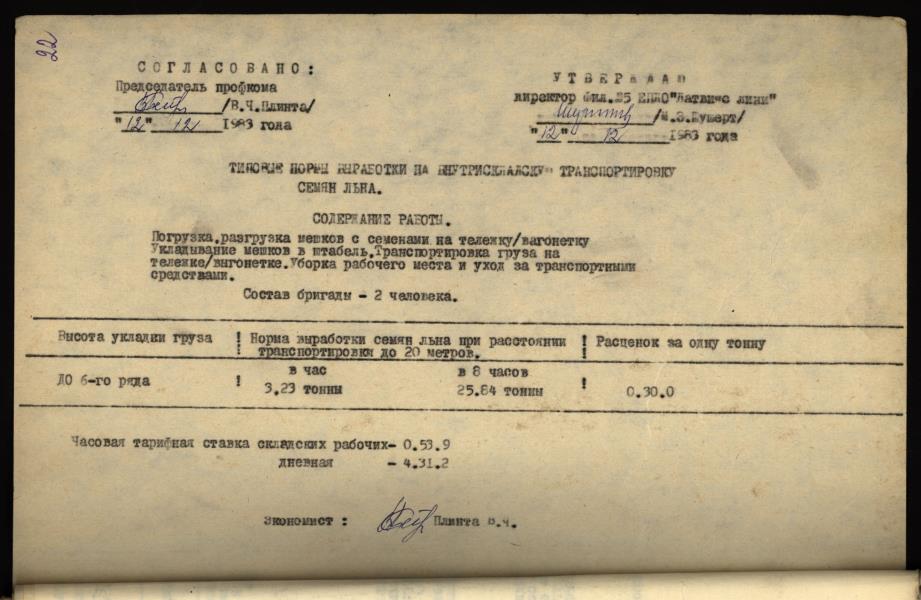 22
СОГЛАСОВАНО:
Председатель профкома
/В.Ч.Плинта/
"12" 12 1983 года
УТВЕРЖДАЮ
директор фил.№5 ЕПЛО"Латвияс лини"
/М.Э.Бушерт/
"12" 12 1983 года
ТИПОВЫЕ НОРМЫ ВЫРАБОТКИ НА ВНУТРИСКЛАДСКУЮ ТРАНСПОРТИРОВКУ
СЕМЯН ЛЬНА.
СОДЕРЖАНИЕ РАБОТЫ.
Погрузка,разгрузка мешков с семенами на тележку/вагонетку
Укладывание мешков в штабель.Транспортировка груза на
тележке/вагонетке.Уборка рабочего места и уход за транспортными
средствами.
Состав бригады - 2 человека.
Высота укладки груза ! Норма выработки семян льна при расстоянии ! Расценок за одну тонну
! транспортировки до 20 метров. !
в час в 8 часов
ДО 6-го ряда ! 3,23 тонны 25.84 тонны ! 0.30.0
Часовая тарифная ставка складских рабочих- 0.53.9
дневная - 4.31.2
Экономист : Плинта В.Ч.